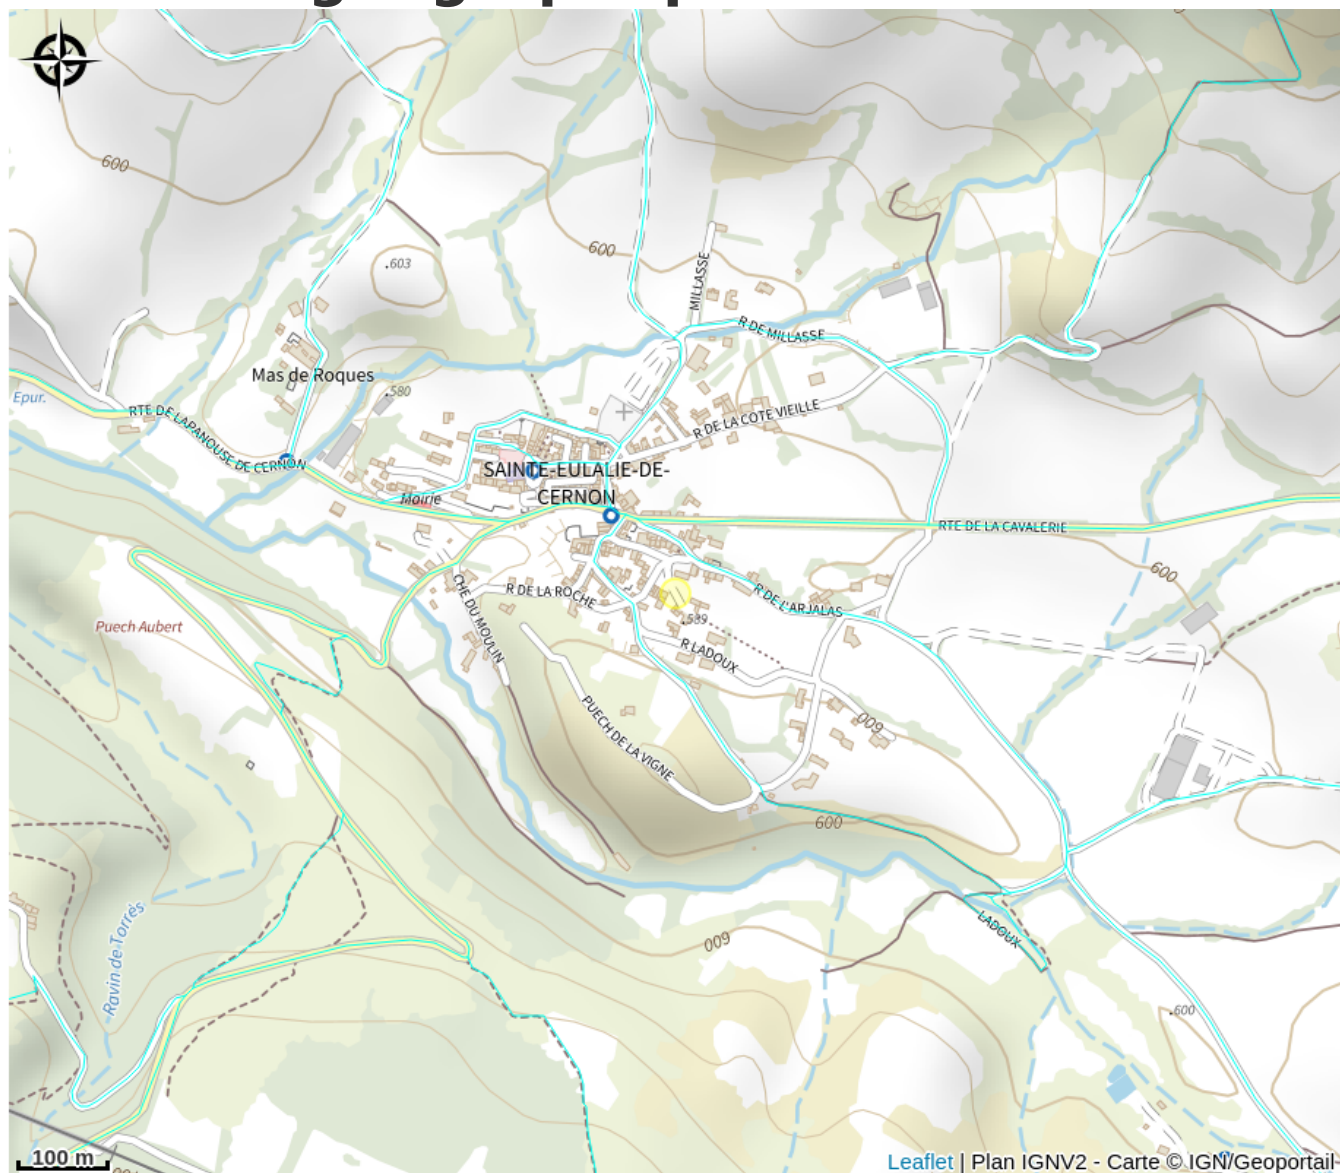 600
600
.603
MILLASSE
R DE MILLASSE
Mas de Roques
.580
Epur.
RTE DE LAPANOUSE DE CERNON
R DE LA COTE VIEILLE
SAINTE-EULALIE-DE-
CERNON
Mairie
RTE DE LA CAVALERIE
600
CHE DU MOULIN
R DE LA ROCHE
R DE L'ARJALAS
.589
Puech Aubert
R LADOUX
PUECH DE LA VIGNE
600
600
600
LADOUX
Ravin de Torrès
.600
100 m
Leaflet | Plan IGNV2 - Carte © IGN/Geoportail